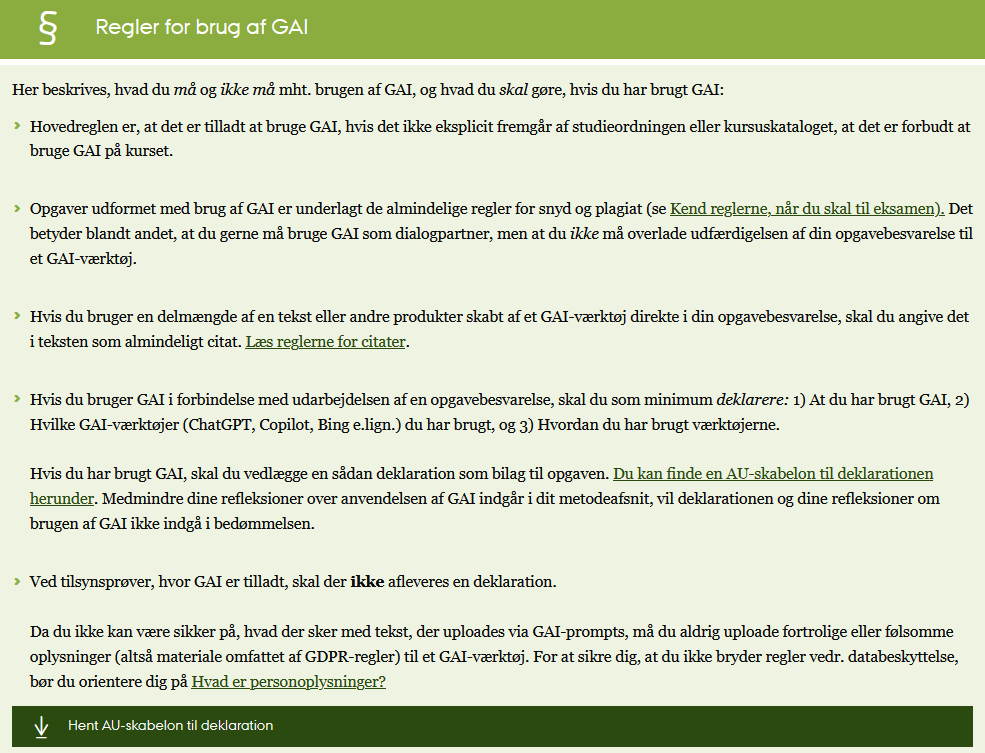 § Regler for brug af GAI
Her beskrives, hvad du må og ikke må mht. brugen af GAI, og hvad du skal gøre, hvis du har brugt GAI:
› Hovedreglen er, at det er tilladt at bruge GAI, hvis det ikke eksplicit fremgår af studieordningen eller kursuskataloget, at det er forbudt at
bruge GAI på kurset.
› Opgaver udformet med brug af GAI er underlagt de almindelige regler for snyd og plagiat (se Kend reglerne, når du skal til eksamen). Det
betyder blandt andet, at du gerne må bruge GAI som dialogpartner, men at du ikke må overlade udfærdigelsen af din opgavebesvarelse til
et GAI-værktøj.
› Hvis du bruger en delmængde af en tekst eller andre produkter skabt af et GAI-værktøj direkte i din opgavebesvarelse, skal du angive det
i teksten som almindeligt citat. Læs reglerne for citater.
› Hvis du bruger GAI i forbindelse med udarbejdelsen af en opgavebesvarelse, skal du som minimum deklarere: 1) At du har brugt GAI, 2)
Hvilke GAI-værktøjer (ChatGPT, Copilot, Bing e.lign.) du har brugt, og 3) Hvordan du har brugt værktøjerne.
Hvis du har brugt GAI, skal du vedlægge en sådan deklaration som bilag til opgaven. Du kan finde en AU-skabelon til deklarationen
herunder. Medmindre dine refleksioner over anvendelsen af GAI indgår i dit metodeafsnit, vil deklarationen og dine refleksioner om
brugen af GAI ikke indgå i bedømmelsen.
› Ved tilsynsprøver, hvor GAI er tilladt, skal der ikke afleveres en deklaration.
Da du ikke kan være sikker på, hvad der sker med tekst, der uploades via GAI-prompts, må du aldrig uploade fortrolige eller følsomme
oplysninger (altså materiale omfattet af GDPR-regler) til et GAI-værktøj. For at sikre dig, at du ikke bryder regler vedr. databeskyttelse,
bør du orientere dig på Hvad er personoplysninger?
Hent AU-skabelon til deklaration